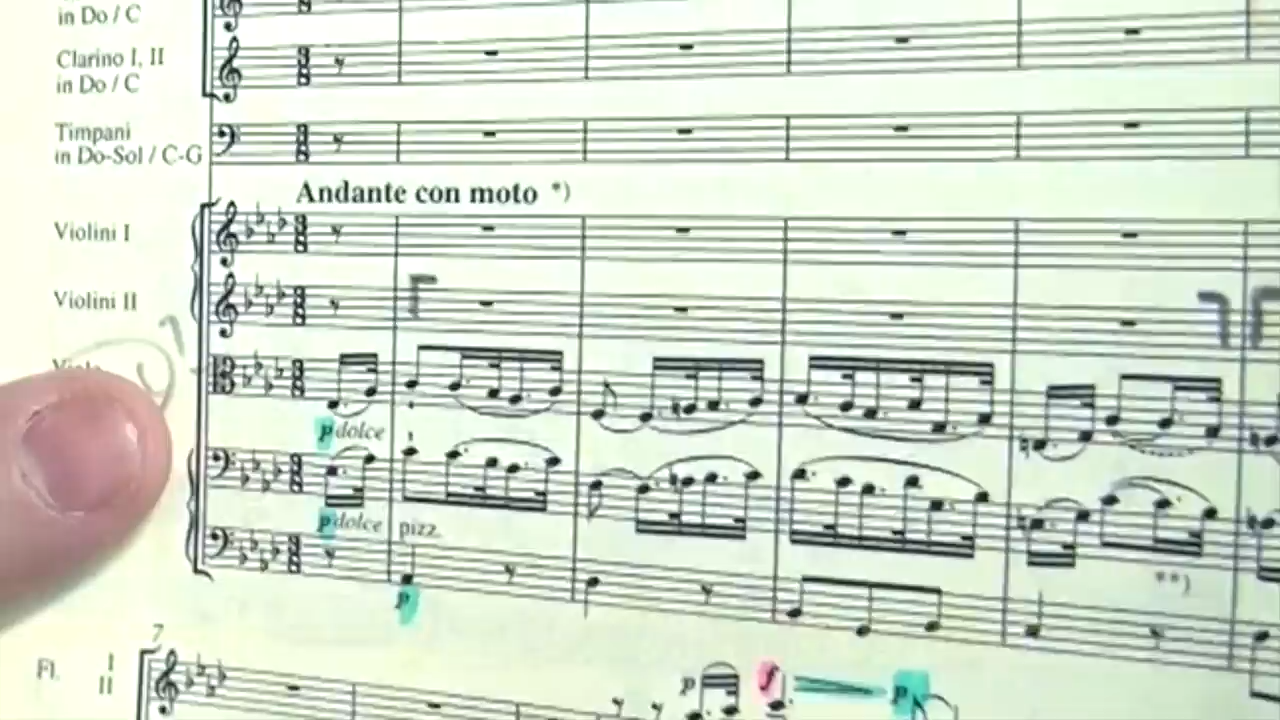 in Do / C
Clarino I, II
in Do / C
Timpani
in Do-Sol / C-G
Andante con moto *)
Violini I
Violini II
p dolce
p dolce
pizz.
**)
p
7
Fl. I
II
p f p